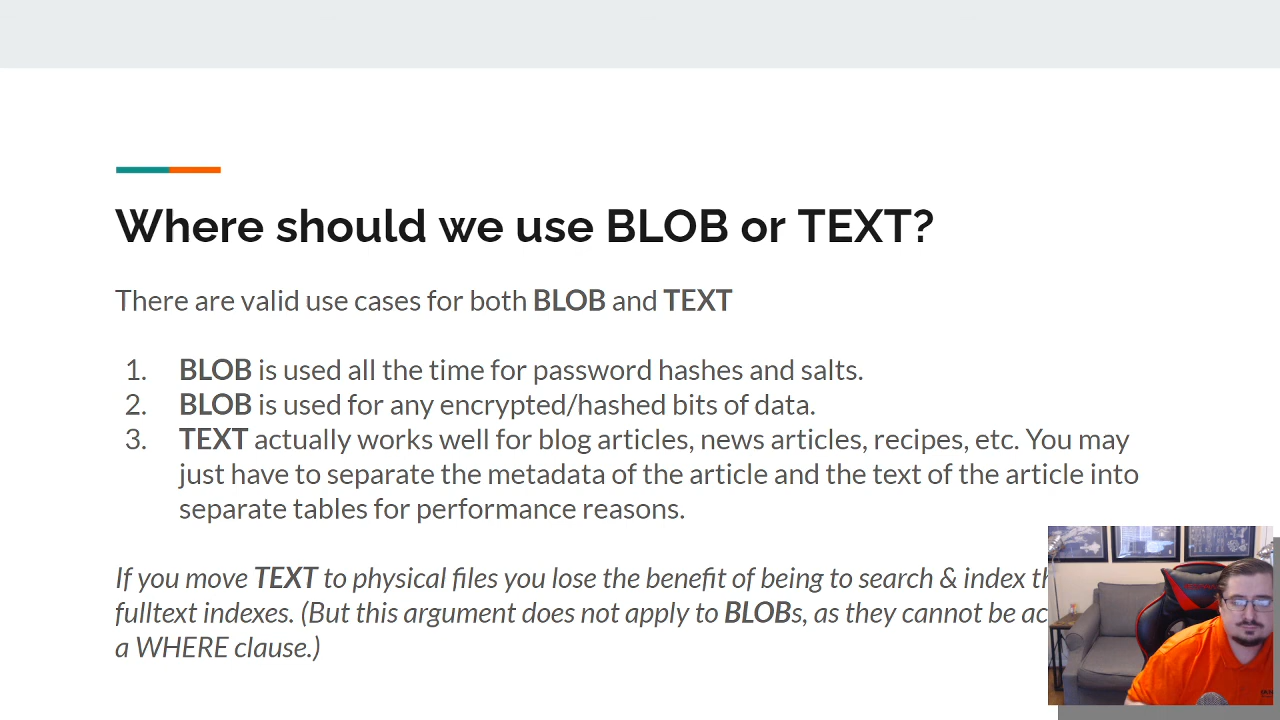 Where should we use BLOB or TEXT?
There are valid use cases for both BLOB and TEXT
1. BLOB is used all the time for password hashes and salts.
2. BLOB is used for any encrypted/hashed bits of data.
3. TEXT actually works well for blog articles, news articles, recipes, etc. You may
just have to separate the metadata of the article and the text of the article into
separate tables for performance reasons.
If you move TEXT to physical files you lose the benefit of being to search & index
fulltext indexes. (But this argument does not apply to BLOBs, as they cannot be
a WHERE clause.)